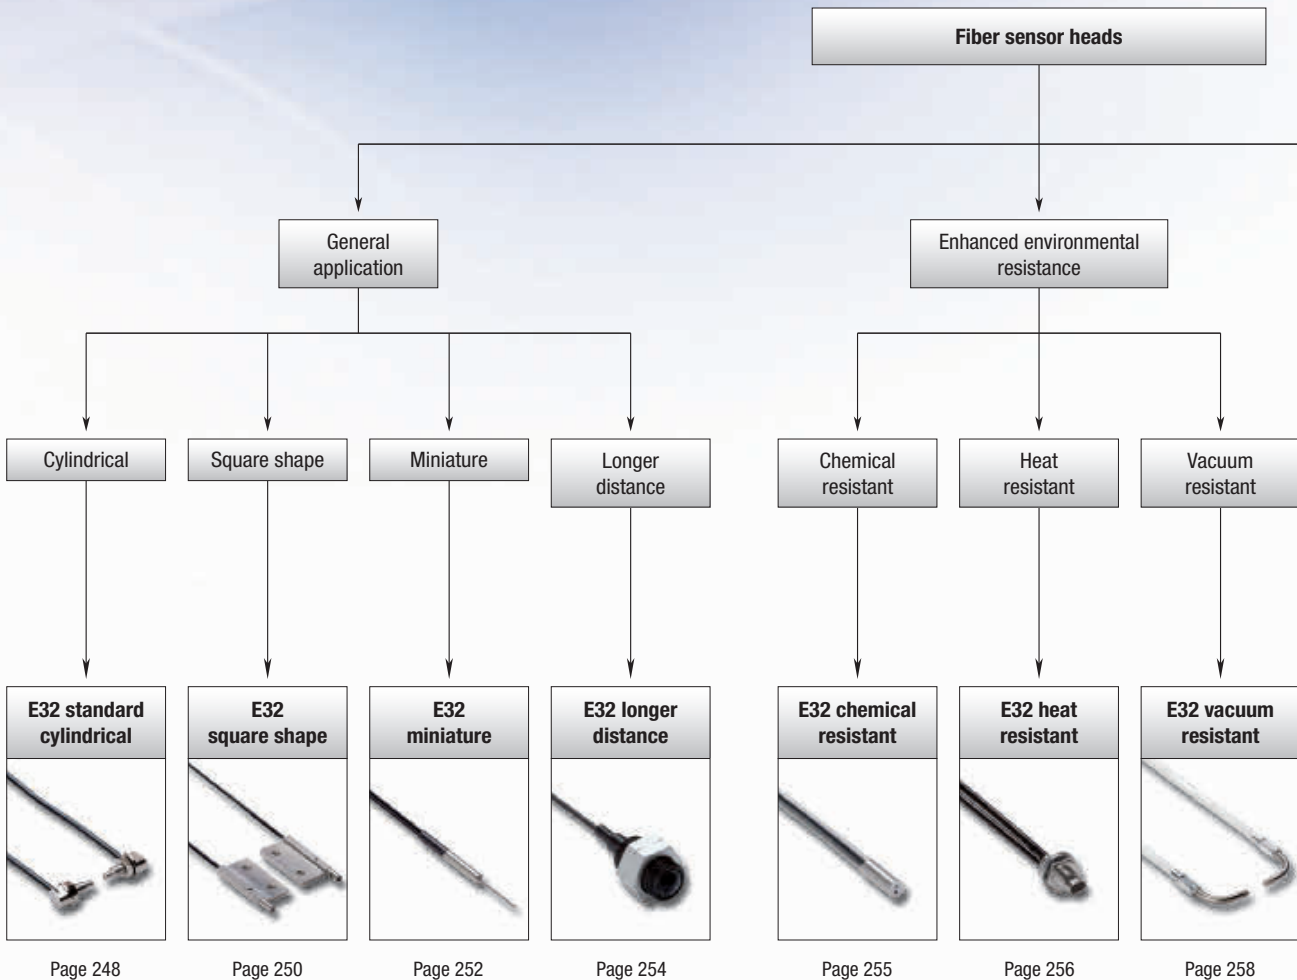 Fiber sensor heads
General
application
Enhanced environmental
resistance
Cylindrical
Square shape
Miniature
Longer
distance
Chemical
resistant
Heat
resistant
Vacuum
resistant
E32 standard
cylindrical
E32
square shape
E32
miniature
E32 longer
distance
E32 chemical
resistant
E32 heat
resistant
E32 vacuum
resistant
Page 248
Page 250
Page 252
Page 254
Page 255
Page 256
Page 258